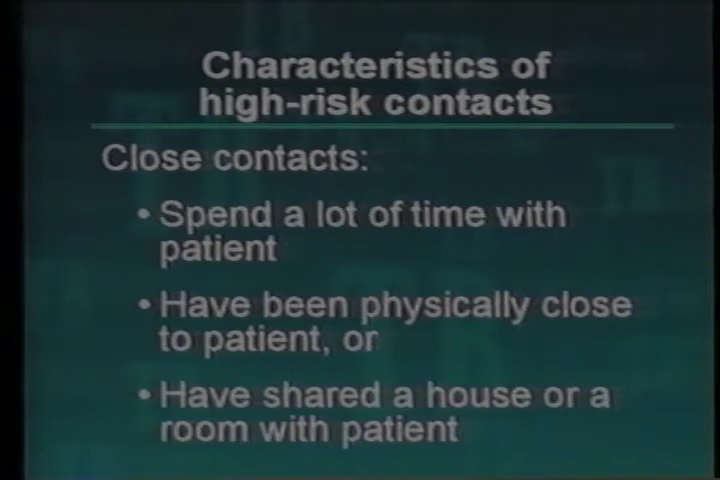 Characteristics of
high-risk contacts
Close contacts:
• Spend a lot of time with
patient
• Have been physically close
to patient, or
• Have shared a house or a
room with patient